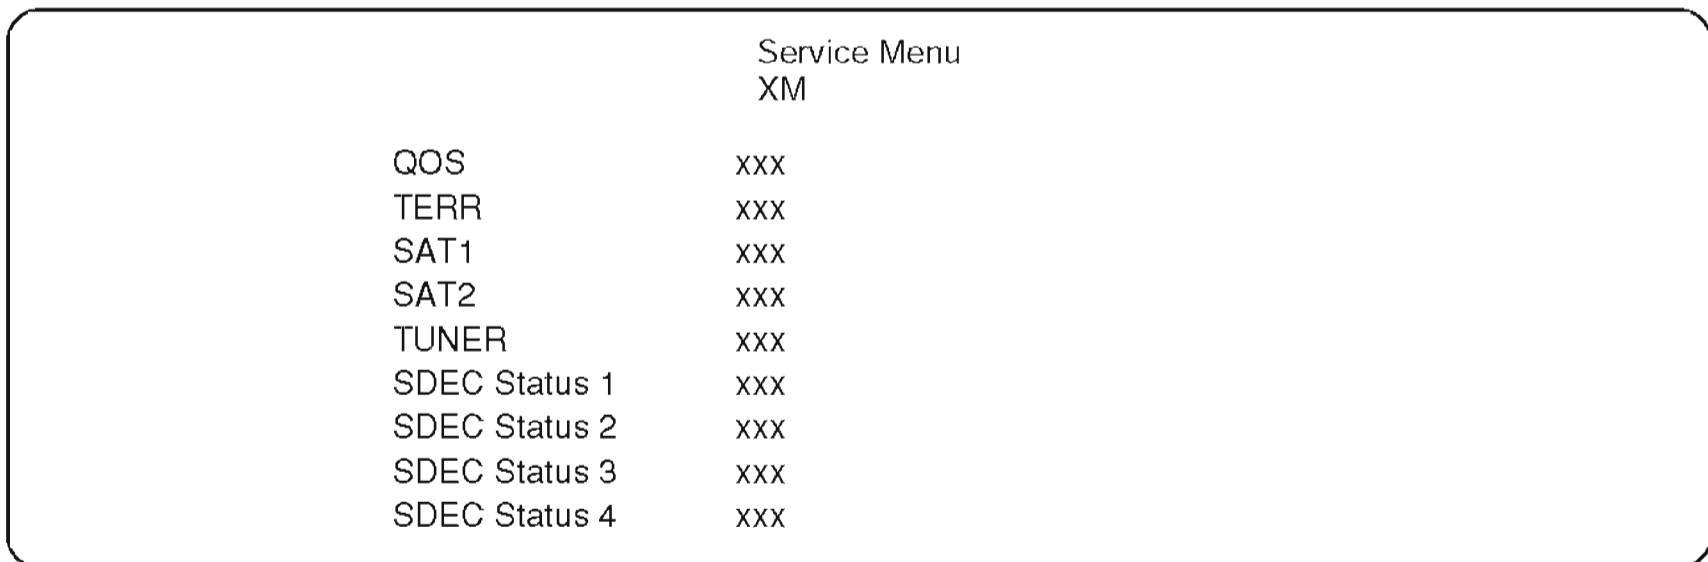 Service Menu
XM
QOS xxx
TERR xxx
SAT1 xxx
SAT2 xxx
TUNER xxx
SDEC Status 1 xxx
SDEC Status 2 xxx
SDEC Status 3 xxx
SDEC Status 4 xxx